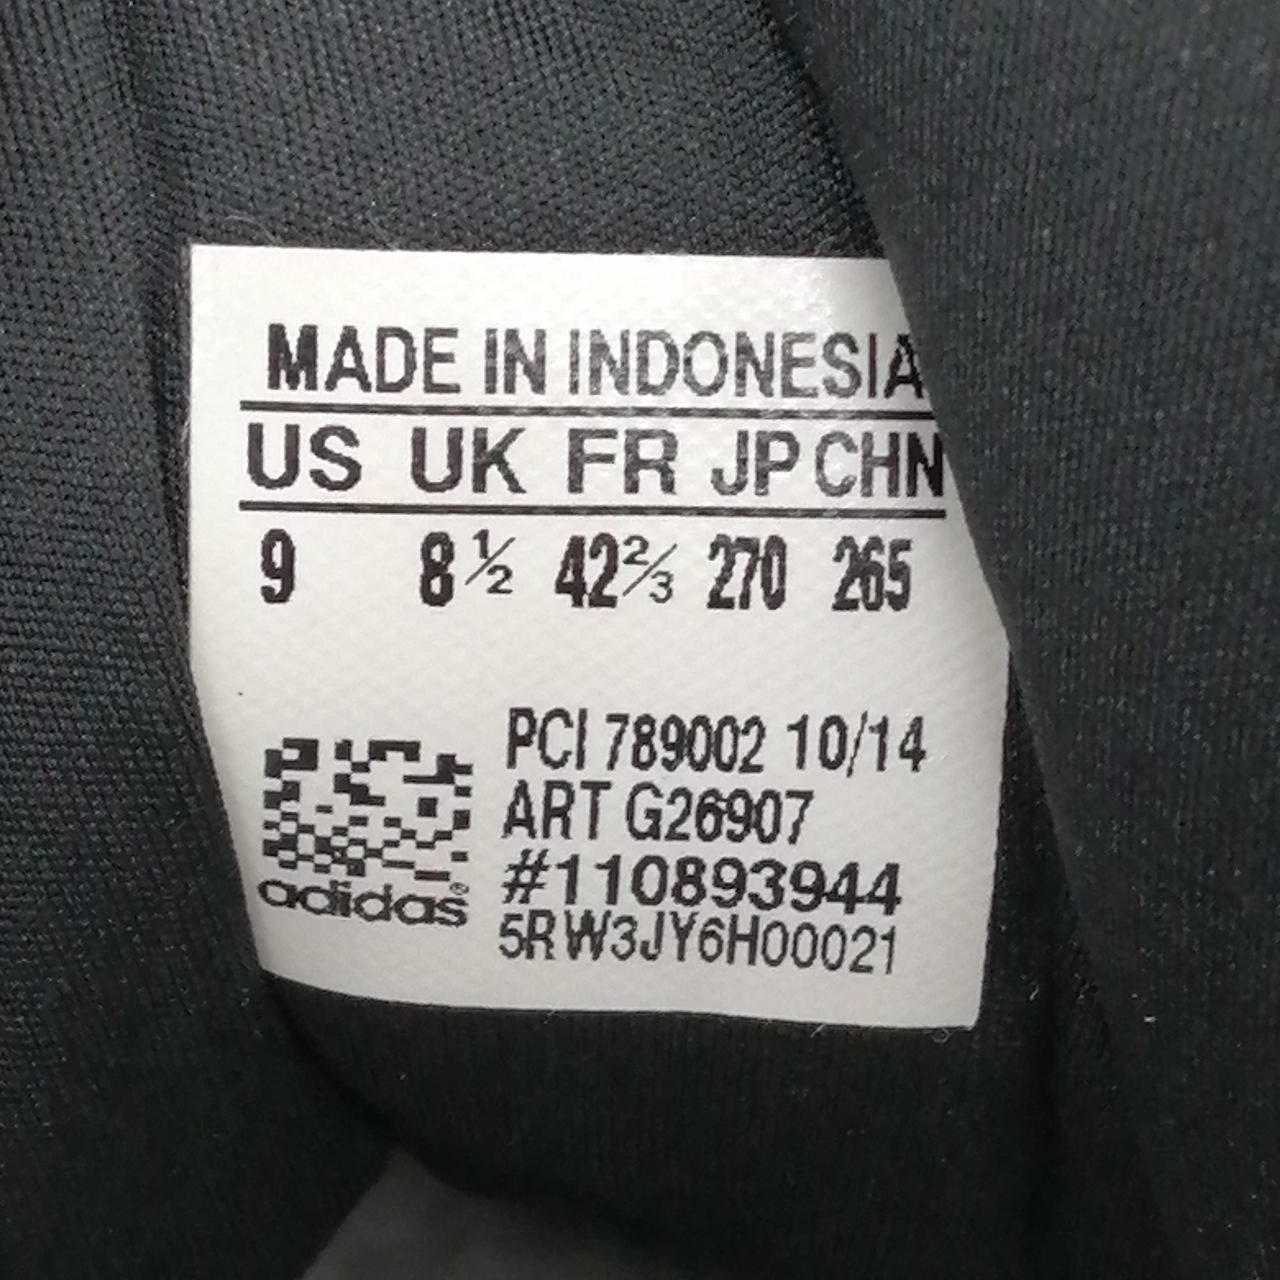 MADE IN INDONESIA
US UK FR JP CHN
9 8½ 42⅔ 270 265
PCI 789002 10/14
ART G26907
#110893944
5RW3JY6H00021
adidas®